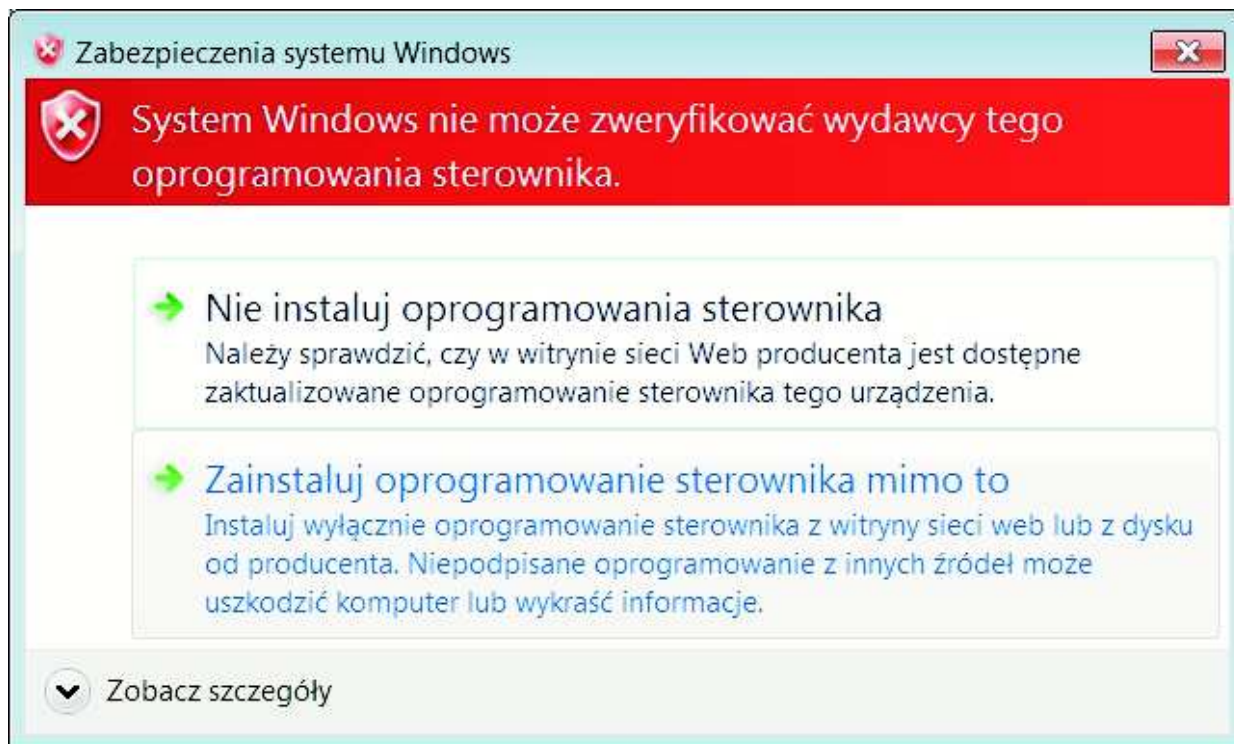 Zabezpieczenia systemu Windows
System Windows nie może zweryfikować wydawcy tego
oprogramowania sterownika.
Nie instaluj oprogramowania sterownika
Należy sprawdzić, czy w witrynie sieci Web producenta jest dostępne
zaktualizowane oprogramowanie sterownika tego urządzenia.
Zainstaluj oprogramowanie sterownika mimo to
Instaluj wyłącznie oprogramowanie sterownika z witryny sieci web lub z dysku
od producenta. Niepodpisane oprogramowanie z innych źródeł może
uszkodzić komputer lub wykraść informacje.
Zobacz szczegóły